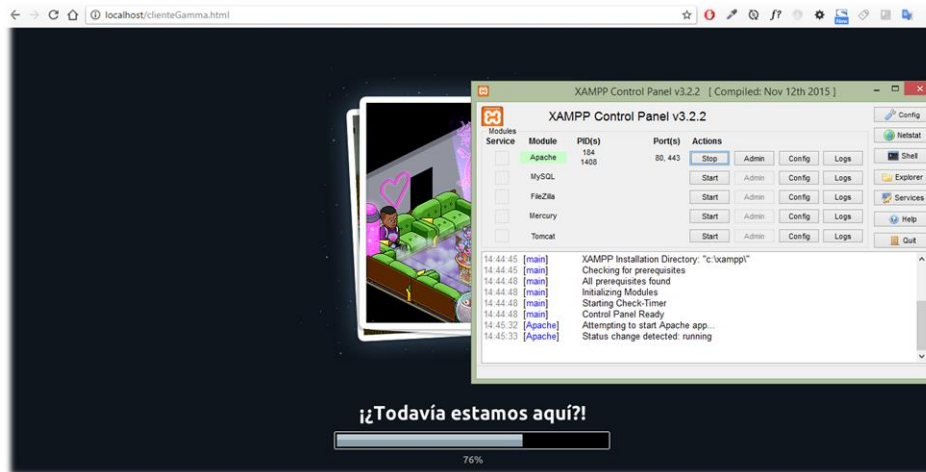 localhost/clienteGamma.html
f?
New
XAMPP Control Panel v3.2.2 [ Compiled: Nov 12th 2015 ]
XAMPP Control Panel v3.2.2
Config
Modules
Service Module PID(s) Port(s) Actions
Netstat
Apache 184 1408 80, 443 Stop Admin Config Logs
Shell
MySQL Start Admin Config Logs
Explorer
FileZilla Start Admin Config Logs
Services
Mercury Start Admin Config Logs
Help
Tomcat Start Admin Config Logs
Quit
14:44:45 [main] XAMPP Installation Directory: "c:\xampp\"
14:44:45 [main] Checking for prerequisites
14:44:48 [main] All prerequisites found
14:44:48 [main] Initializing Modules
14:44:48 [main] Starting Check-Timer
14:44:48 [main] Control Panel Ready
14:45:32 [Apache] Attempting to start Apache app...
14:45:33 [Apache] Status change detected: running
¡¿Todavía estamos aquí?!
76%